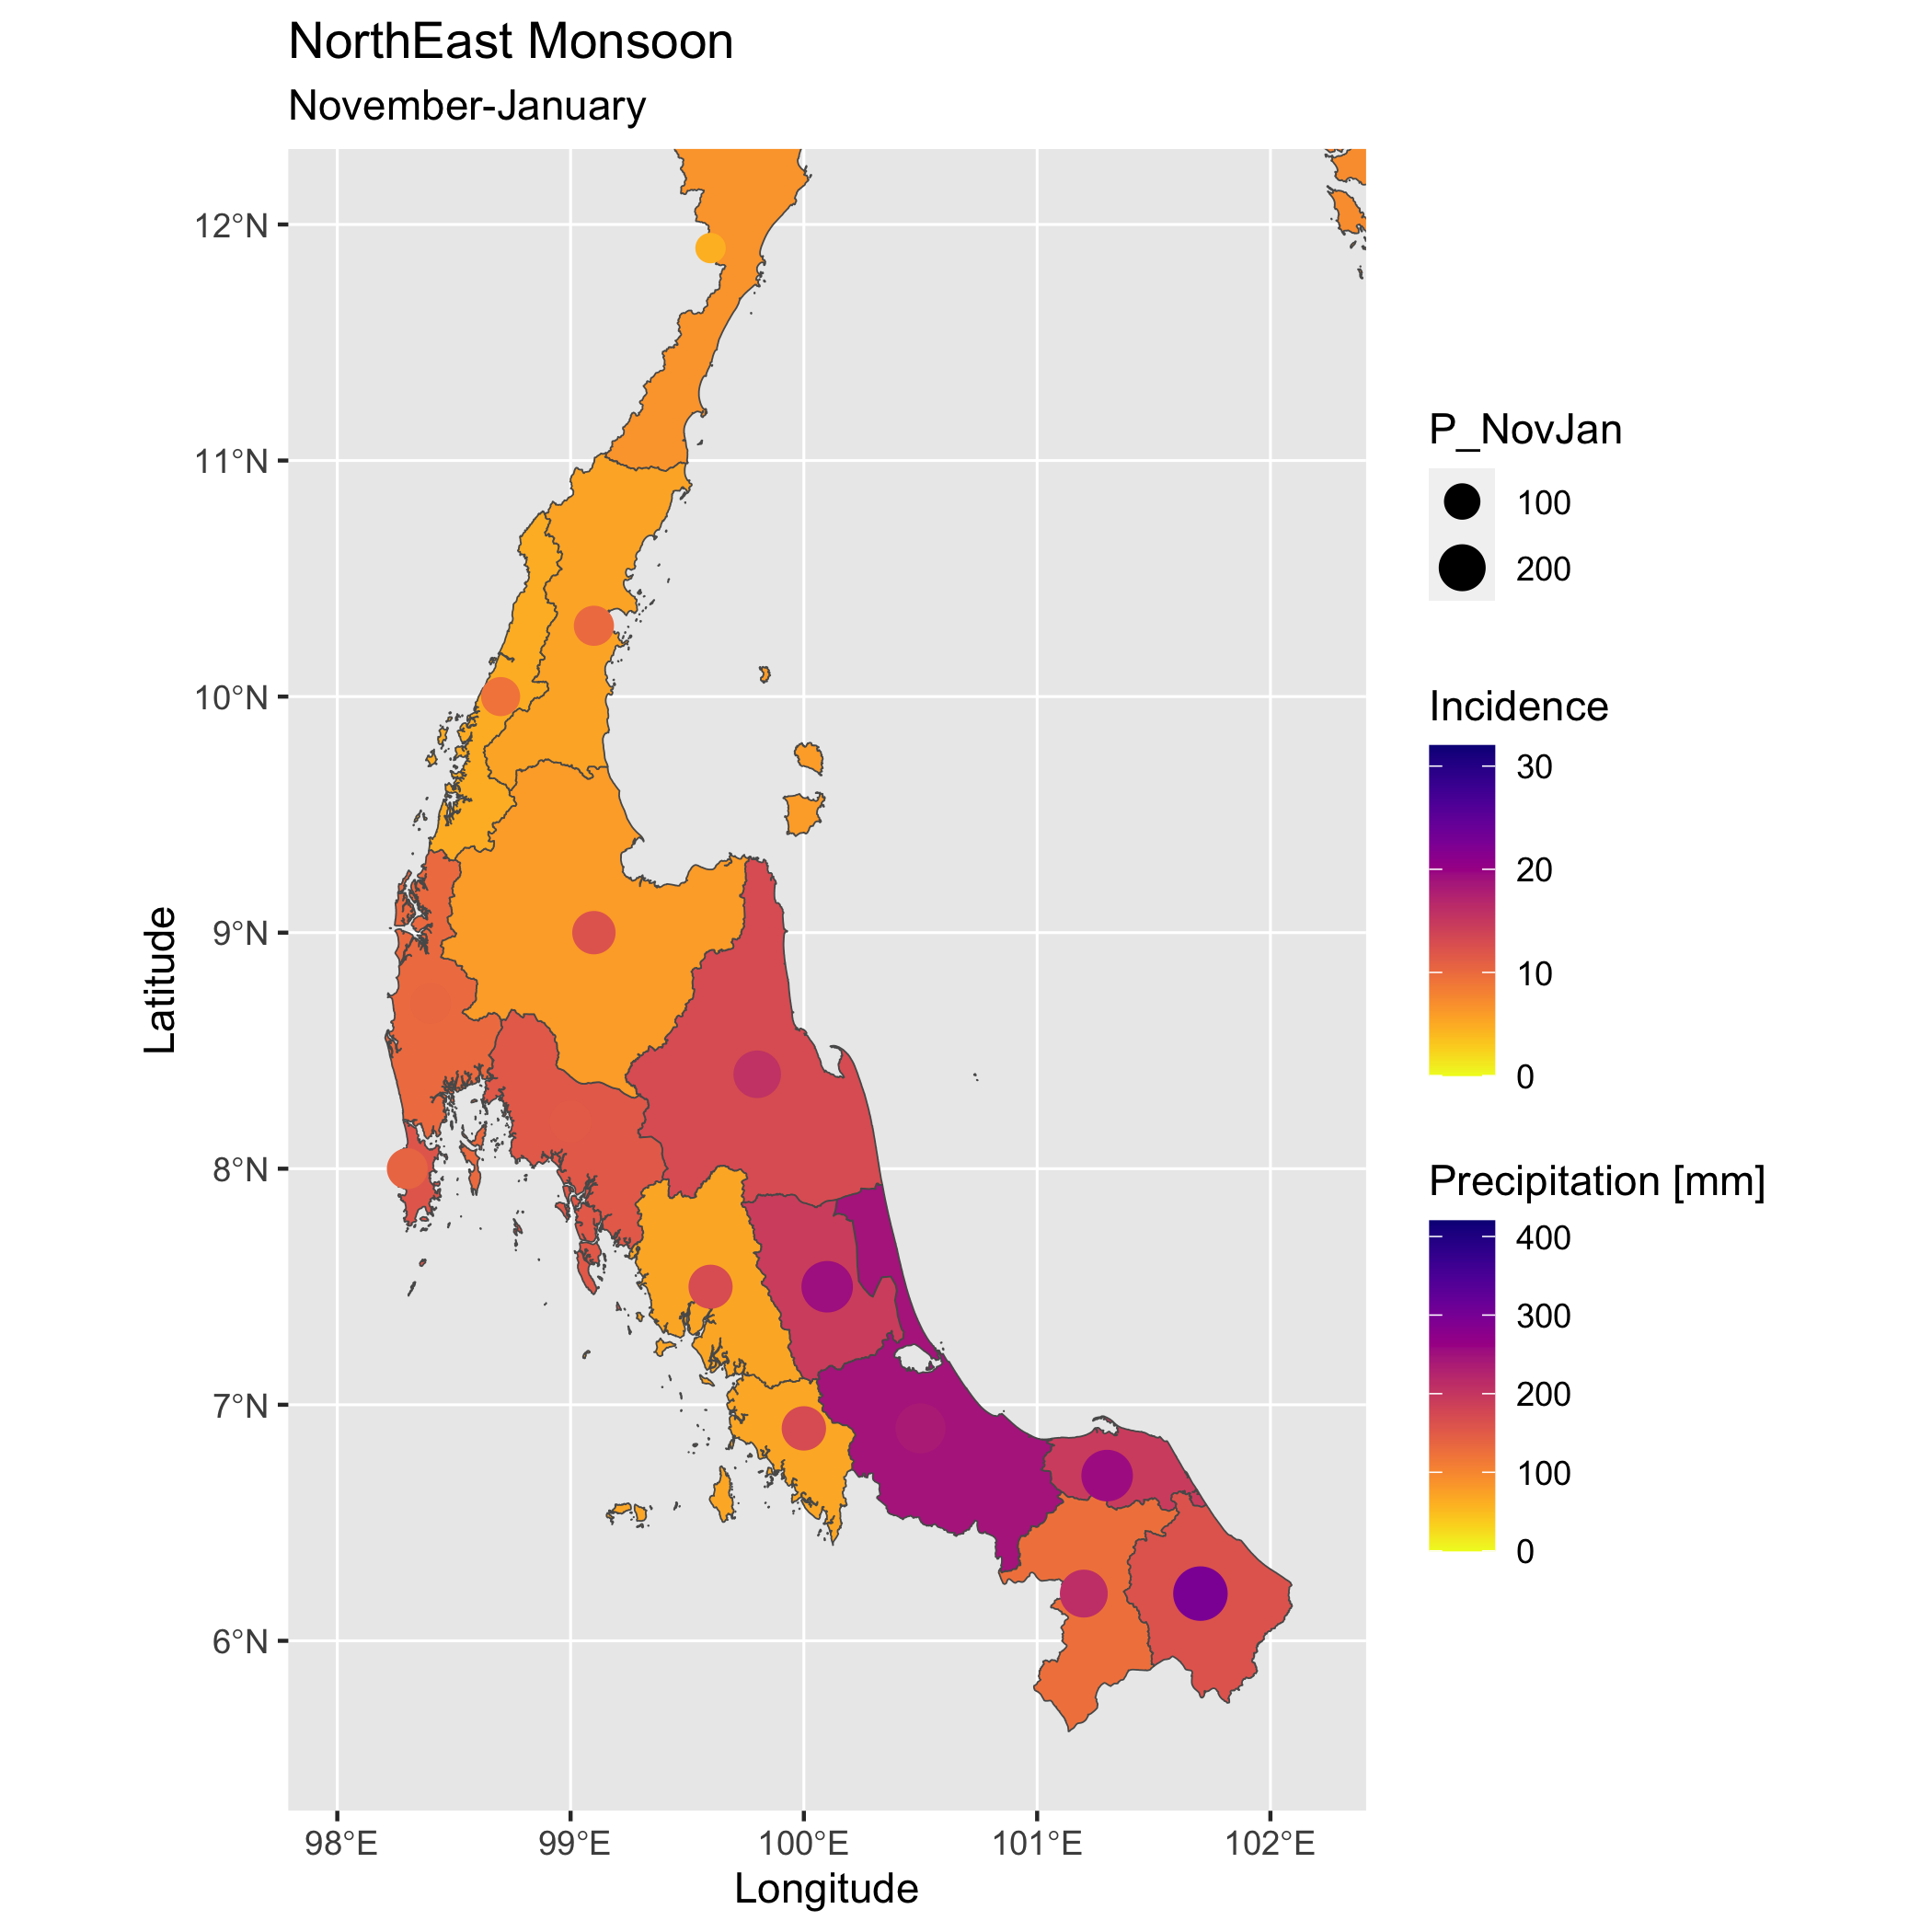 NorthEast Monsoon
November-January
12°N
11°N
10°N
9°N
8°N
7°N
6°N
Latitude
98°E
99°E
100°E
101°E
102°E
Longitude
P_NovJan
100
200
Incidence
30
20
10
0
Precipitation [mm]
400
300
200
100
0